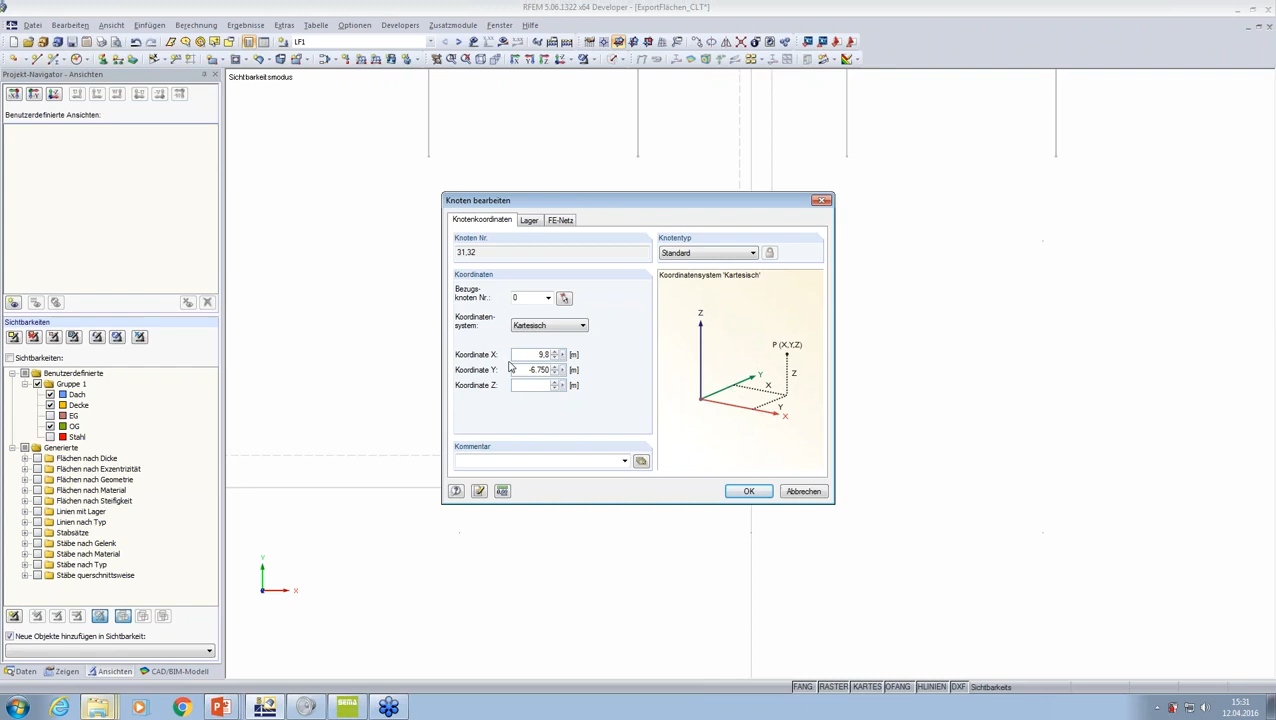 RFEM 5.06.1322 x64 Developer - [ExportFlächen_CLT*]
Datei Bearbeiten Ansicht Einfügen Berechnung Ergebnisse Extras Tabelle Optionen Developers Zusatzmodule Fenster Hilfe
LF1
Projekt-Navigator - Ansichten
Sichtbarkeitsmodus
Benutzerdefinierte Ansichten:
Knoten bearbeiten
Knotenkoordinaten Lager FE-Netz
Knoten Nr. Knotentyp
31,32 Standard
Koordinaten Koordinatensystem 'Kartesisch'
Bezugs-
knoten Nr.: 0
Koordinaten-
system: Kartesisch
Koordinate X: 9,8 [m]
Koordinate Y: -6.750 [m]
Koordinate Z: [m]
Z
P (X,Y,Z)
Y
Z
X
Y
X
Kommentar
OK Abbrechen
Sichtbarkeiten
Sichtbarkeiten:
Benutzerdefinierte
Gruppe 1
Dach
Decke
EG
OG
Stahl
Generierte
Flächen nach Dicke
Flächen nach Exzentrizität
Flächen nach Geometrie
Flächen nach Material
Flächen nach Steifigkeit
Linien mit Lager
Linien nach Typ
Stabsätze
Stäbe nach Gelenk
Stäbe nach Material
Stäbe nach Typ
Stäbe querschnittsweise
Y
X
Neue Objekte hinzufügen in Sichtbarkeit:
Daten Zeigen Ansichten CAD/BIM-Modell
FANG RASTER KARTES OFANG HLINIEN DXF Sichtbarkeits
SEMA
15:31
12.04.2016